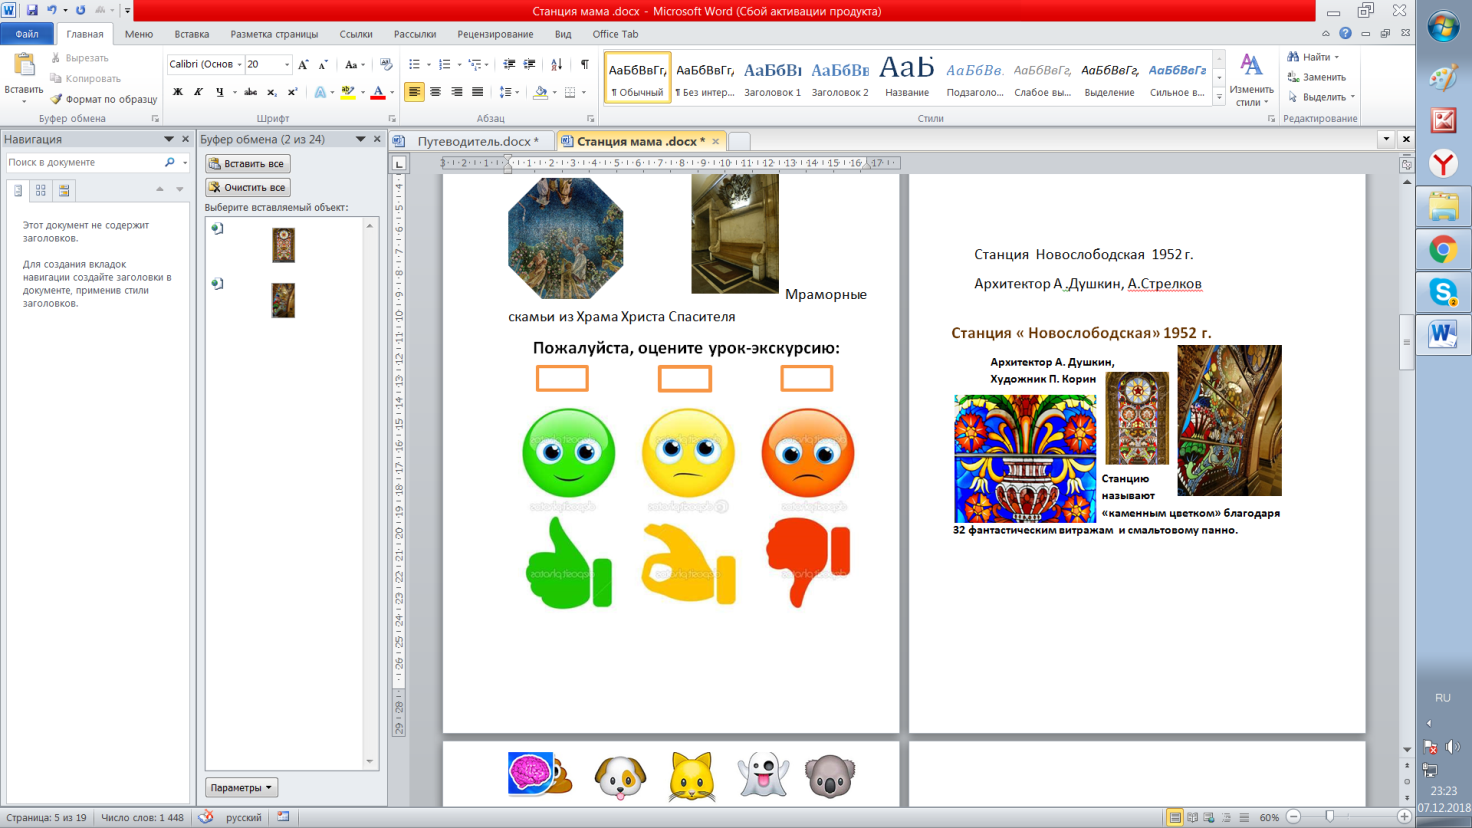 Станция мама .docx - Microsoft Word (Сбой активации продукта)
Файл Главная Меню Вставка Разметка страницы Ссылки Рассылки Рецензирование Вид Office Tab
Вставить
Вырезать
Копировать
Формат по образцу
Буфер обмена
Calibri (Основ 20
Шрифт
Абзац
АаБбВвГг, АаБбВвГг, АаБбВі АаБбВв АаБ АаБбВв. АаБбВвГг, АаБбВвГг, АаБбВвГг
¶ Обычный ¶ Без интер... Заголовок 1 Заголовок 2 Название Подзаголо... Слабое вы... Выделение Сильное в...
Стили
Изменить стили
Найти
Заменить
Выделить
Редактирование
Навигация
Поиск в документе
Этот документ не содержит
заголовков.
Для создания вкладок
навигации создайте заголовки в
документе, применив стили
заголовков.
Буфер обмена (2 из 24)
Вставить все
Очистить все
Выберите вставляемый объект:
Параметры
Путеводитель.docx *
Станция мама .docx *
Мраморные
скамьи из Храма Христа Спасителя
Пожалуйста, оцените урок-экскурсию:
Станция Новослободская 1952 г.
Архитектор А .Душкин, А.Стрелков
Станция « Новослободская» 1952 г.
Архитектор А. Душкин,
Художник П. Корин
Станцию
называют
«каменным цветком» благодаря
32 фантастическим витражам и смальтовому панно.
Страница: 5 из 19 Число слов: 1 448 русский
60%
RU
23:23
07.12.2018